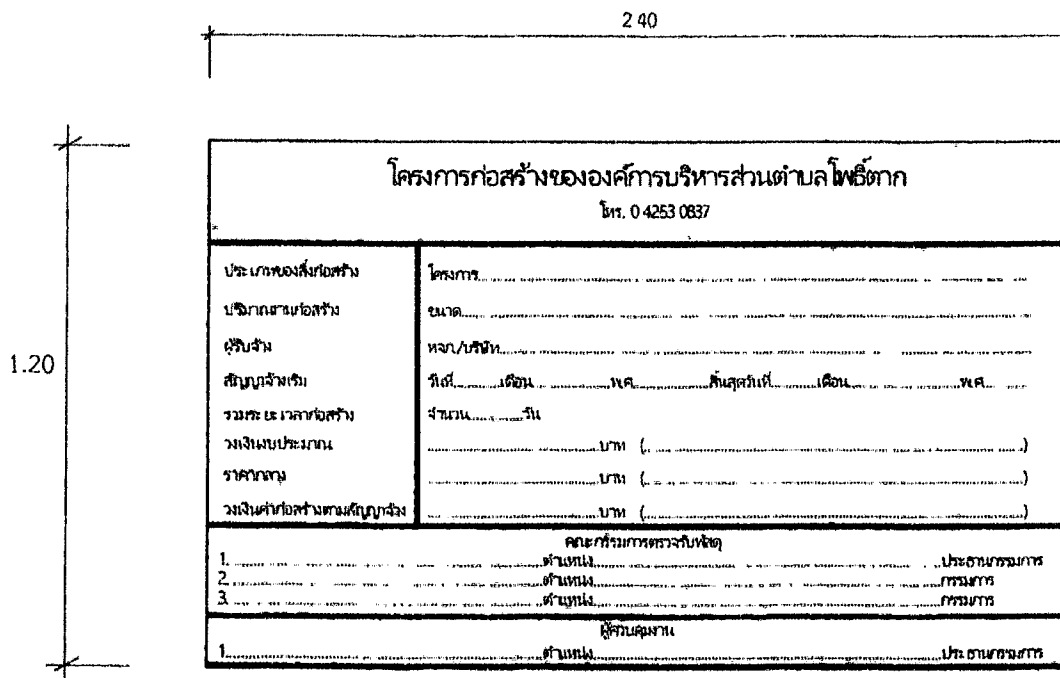 2 40
โครงการก่อสร้างขององค์การบริหารส่วนตำบลโพธิ์ตาก
โทร. 0 4253 0837
1.20
ประเภทของสิ่งก่อสร้าง โครงการ
ปริมาณงานก่อสร้าง ขนาด
ผู้รับจ้าง หจก./บริษัท
สัญญาจ้างเริ่ม วันที่ เดือน พ.ศ. สิ้นสุดวันที่ เดือน พ.ศ.
รวมระยะเวลาก่อสร้าง จำนวน วัน
วงเงินงบประมาณ บาท ( )
ราคากลาง บาท ( )
วงเงินค่าก่อสร้างตามสัญญาจ้าง บาท ( )
คณะกรรมการตรวจรับพัสดุ
1. ตำแหน่ง ประธานกรรมการ
2. ตำแหน่ง กรรมการ
3. ตำแหน่ง กรรมการ
ผู้ควบคุมงาน
1. ตำแหน่ง ประธานกรรมการ